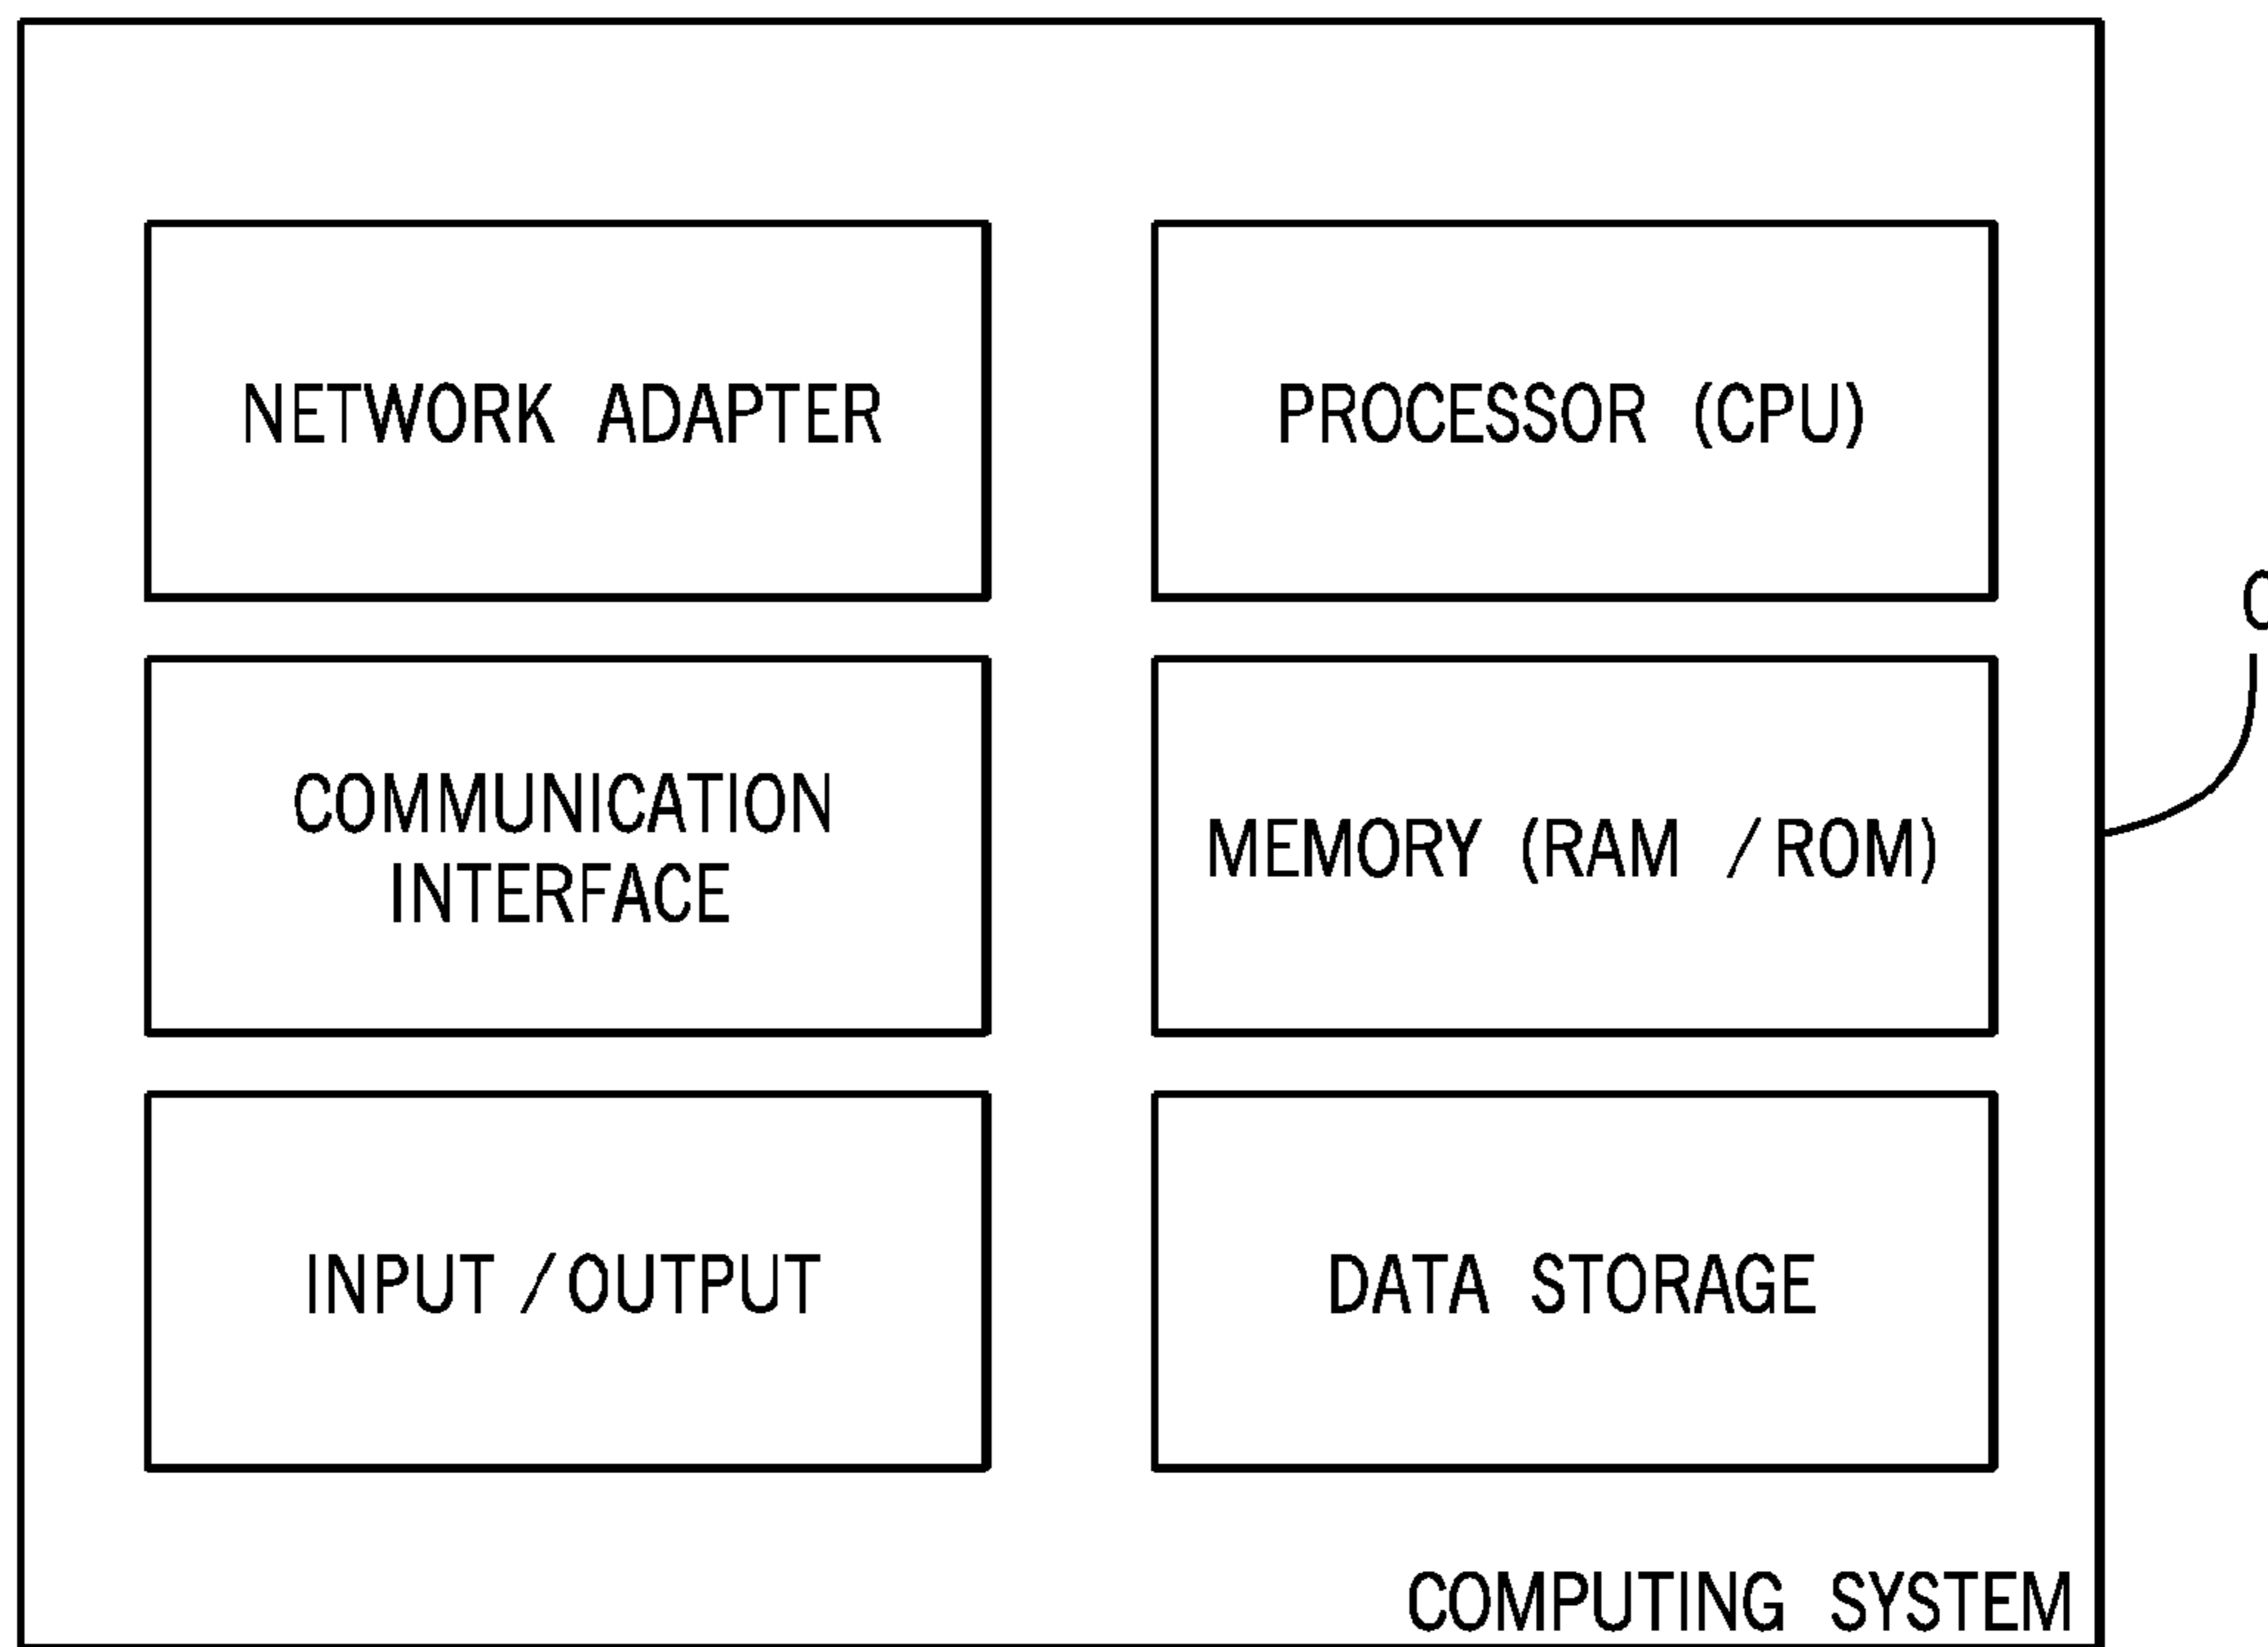 NETWORK ADAPTER
PROCESSOR (CPU)
COMMUNICATION
INTERFACE
MEMORY (RAM / ROM)
INPUT / OUTPUT
DATA STORAGE
COMPUTING SYSTEM